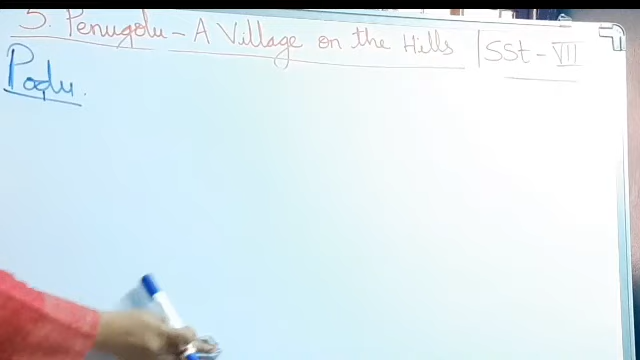 5. Penugolu - A Village on the Hills | SSt - VII
Podu.